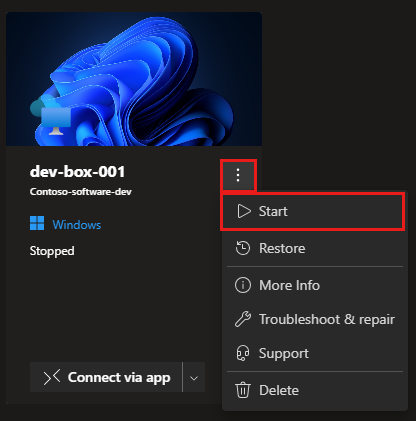 dev-box-001
Contoso-software-dev
Windows
Stopped
Connect via app
Start
Restore
More Info
Troubleshoot & repair
Support
Delete